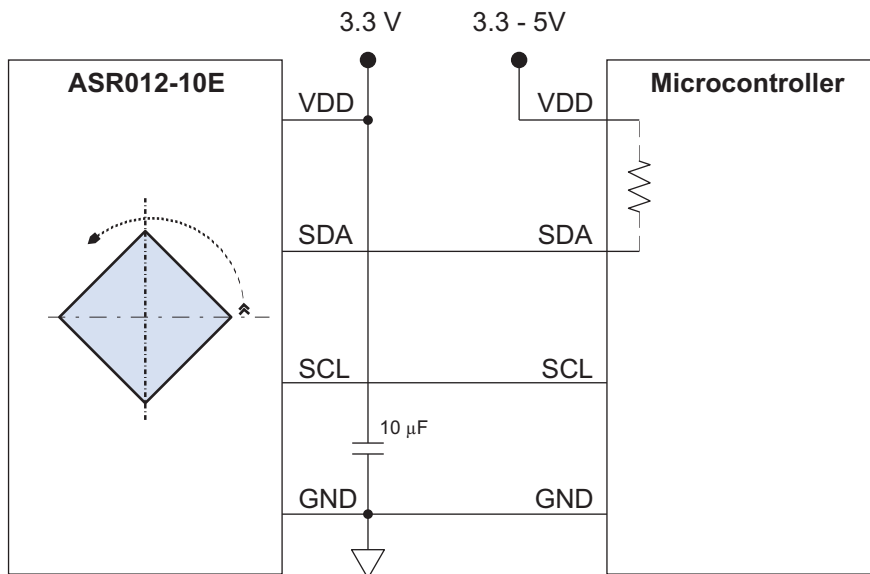 3.3 V
3.3 - 5V
ASR012-10E
Microcontroller
VDD
VDD
SDA
SDA
SCL
SCL
10 μF
GND
GND